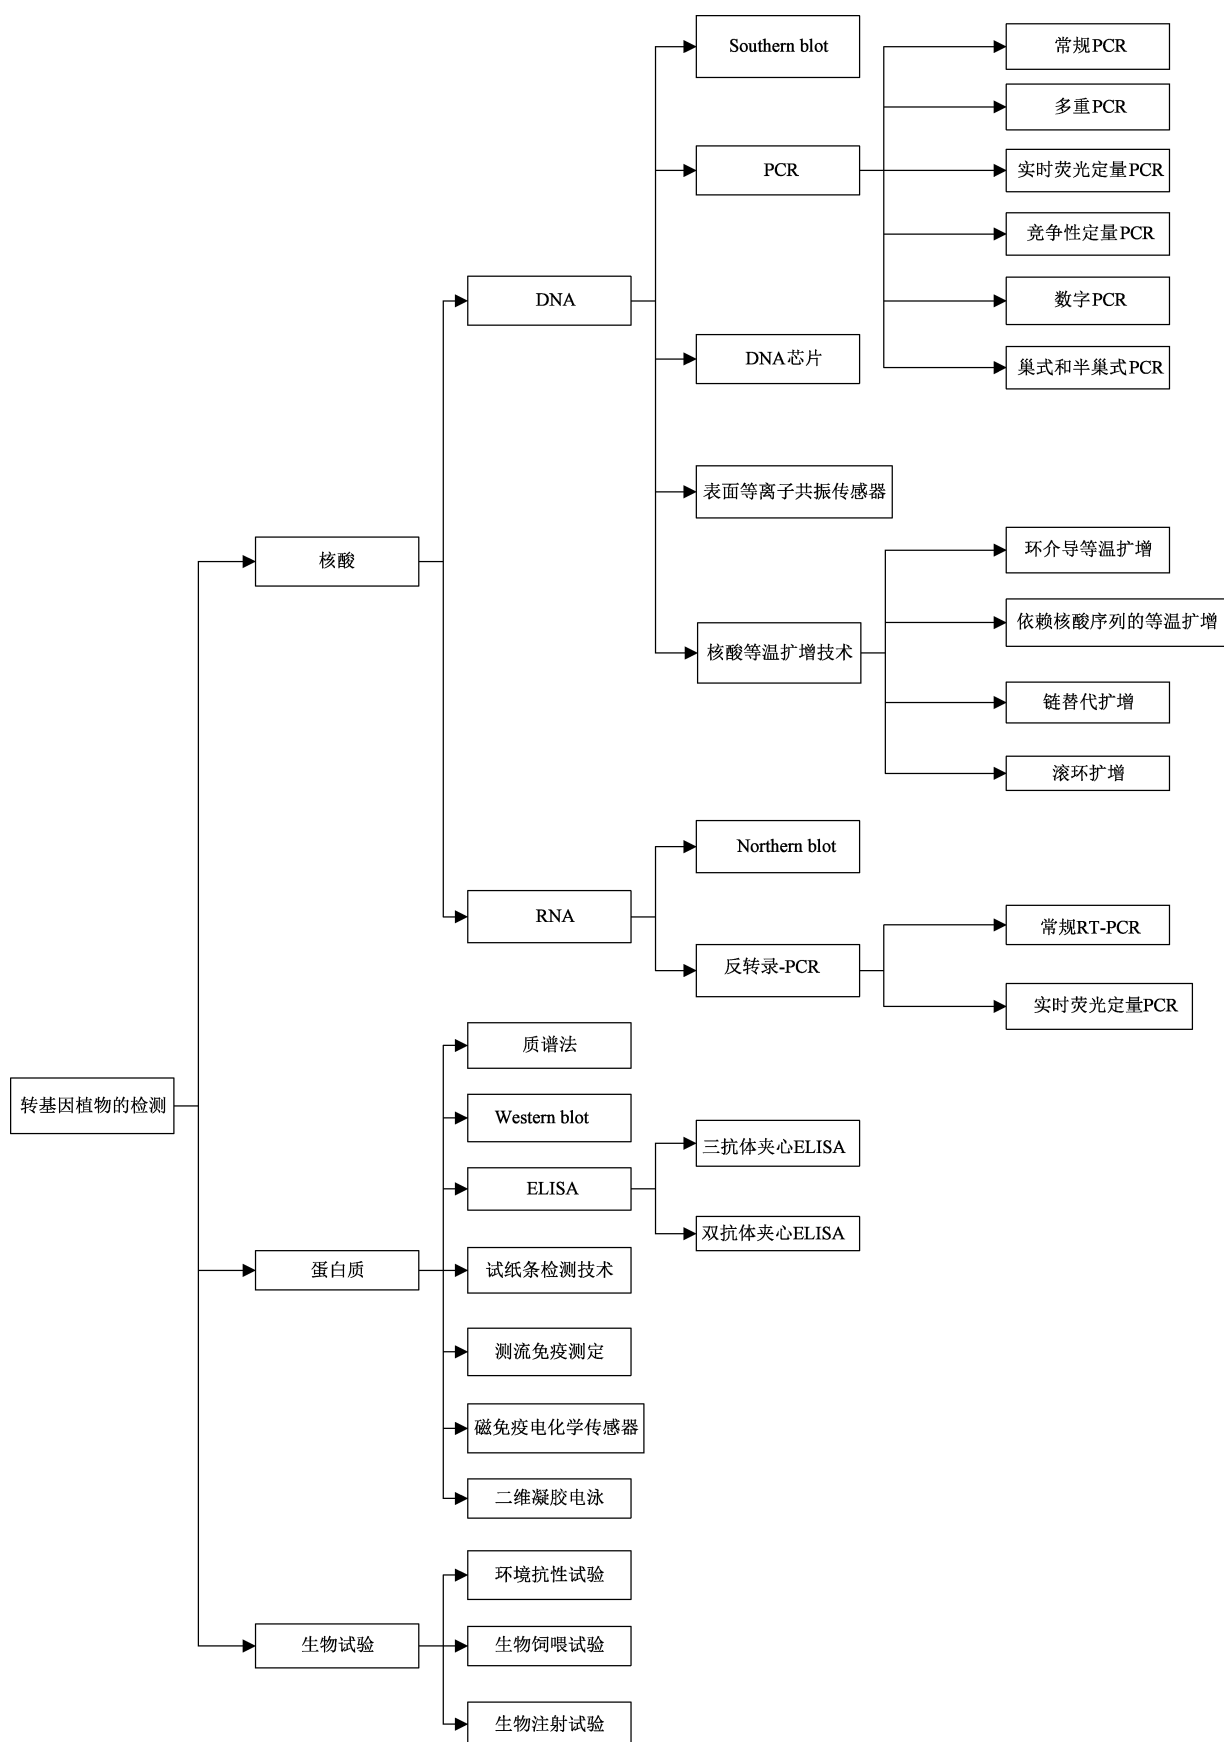 转基因植物的检测
核酸
DNA
Southern blot
PCR
常规PCR
多重PCR
实时荧光定量PCR
竞争性定量PCR
数字PCR
巢式和半巢式PCR
DNA芯片
表面等离子共振传感器
核酸等温扩增技术
环介导等温扩增
依赖核酸序列的等温扩增
链替代扩增
滚环扩增
RNA
Northern blot
反转录-PCR
常规RT-PCR
实时荧光定量PCR
蛋白质
质谱法
Western blot
ELISA
三抗体夹心ELISA
双抗体夹心ELISA
试纸条检测技术
测流免疫测定
磁免疫电化学传感器
二维凝胶电泳
生物试验
环境抗性试验
生物饲喂试验
生物注射试验